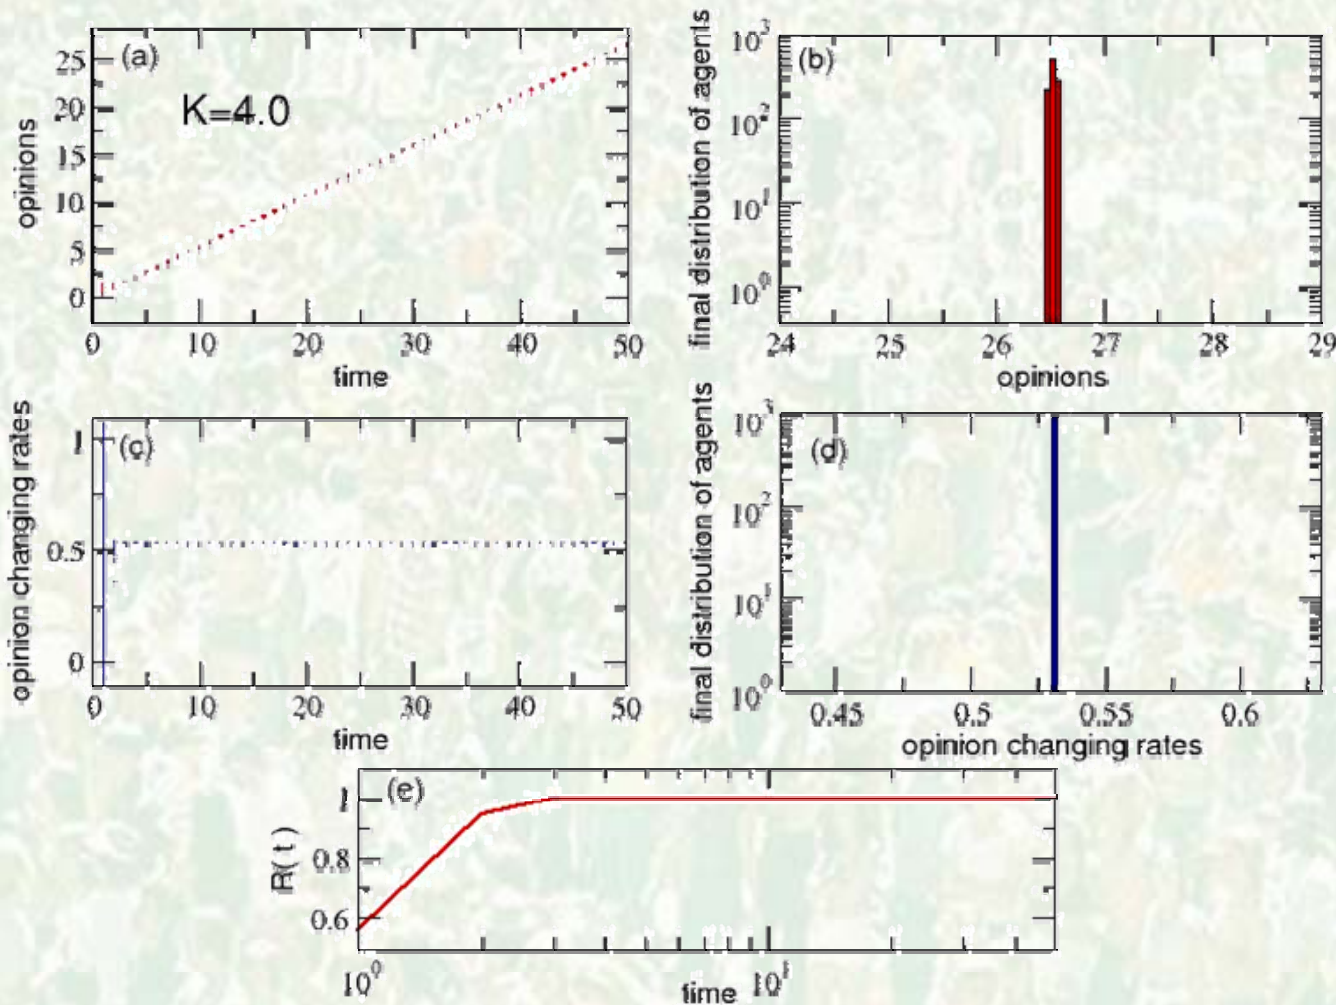 (a)
K=4.0
opinions
25
20
15
10
5
0
0 10 20 30 40 50
time
(b)
final distribution of agents
10³
10²
10¹
10⁰
24 25 26 27 28 29
opinions
(c)
opinion changing rates
1
0.5
0
0 10 20 30 40 50
time
(d)
final distribution of agents
10³
10²
10¹
10⁰
0.45 0.5 0.55 0.6
opinion changing rates
(e)
R(t)
1
0.8
0.6
10⁰ 10¹
time